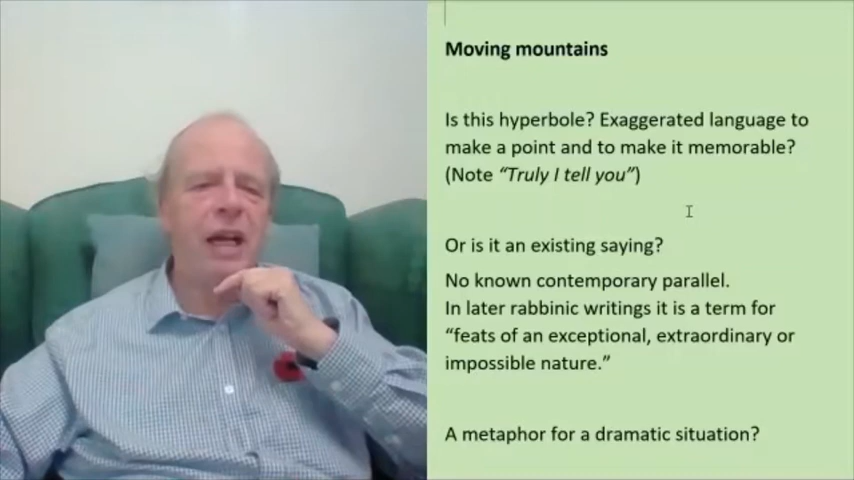 Moving mountains
Is this hyperbole? Exaggerated language to
make a point and to make it memorable?
(Note “Truly I tell you”)
Or is it an existing saying?
No known contemporary parallel.
In later rabbinic writings it is a term for
“feats of an exceptional, extraordinary or
impossible nature.”
A metaphor for a dramatic situation?